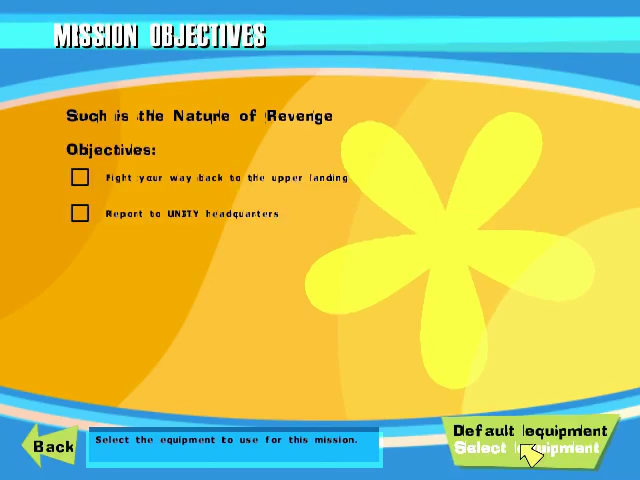 MISSION OBJECTIVES
Such is the Nature of Revenge
Objectives:
Fight your way back to the upper landing
Report to UNITY headquarters
Default equipment
Select equipment
Back
Select the equipment to use for this mission.